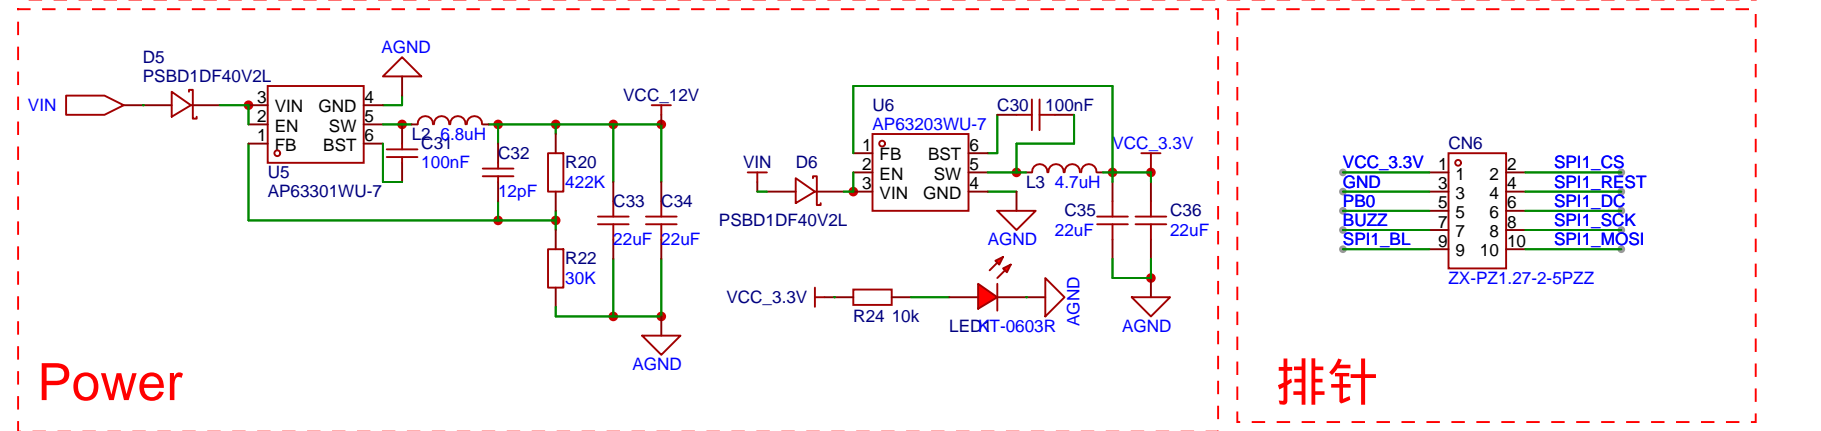 D5
PSBD1DF40V2L
VIN
AGND
3 VIN GND 4
2 EN SW 5
1 FB BST 6
U5
AP63301WU-7
L2 6.8uH
C31
100nF
C32
12pF
VCC_12V
R20
422K
R22
30K
C33
22uF
C34
22uF
AGND
U6
AP63203WU-7
C30 100nF
VCC_3.3V
1 FB BST 6
2 EN SW 5
3 VIN GND 4
VIN
D6
PSBD1DF40V2L
L3 4.7uH
AGND
C35
22uF
C36
22uF
AGND
VCC_3.3V
R24 10k
LED1
KT-0603R
AGND
Power
CN6
VCC_3.3V 1 1 2 2 SPI1_CS
GND 3 3 4 4 SPI1_REST
PB0 5 5 6 6 SPI1_DC
BUZZ 7 7 8 8 SPI1_SCK
SPI1_BL 9 9 10 10 SPI1_MOSI
ZX-PZ1.27-2-5PZZ
排针